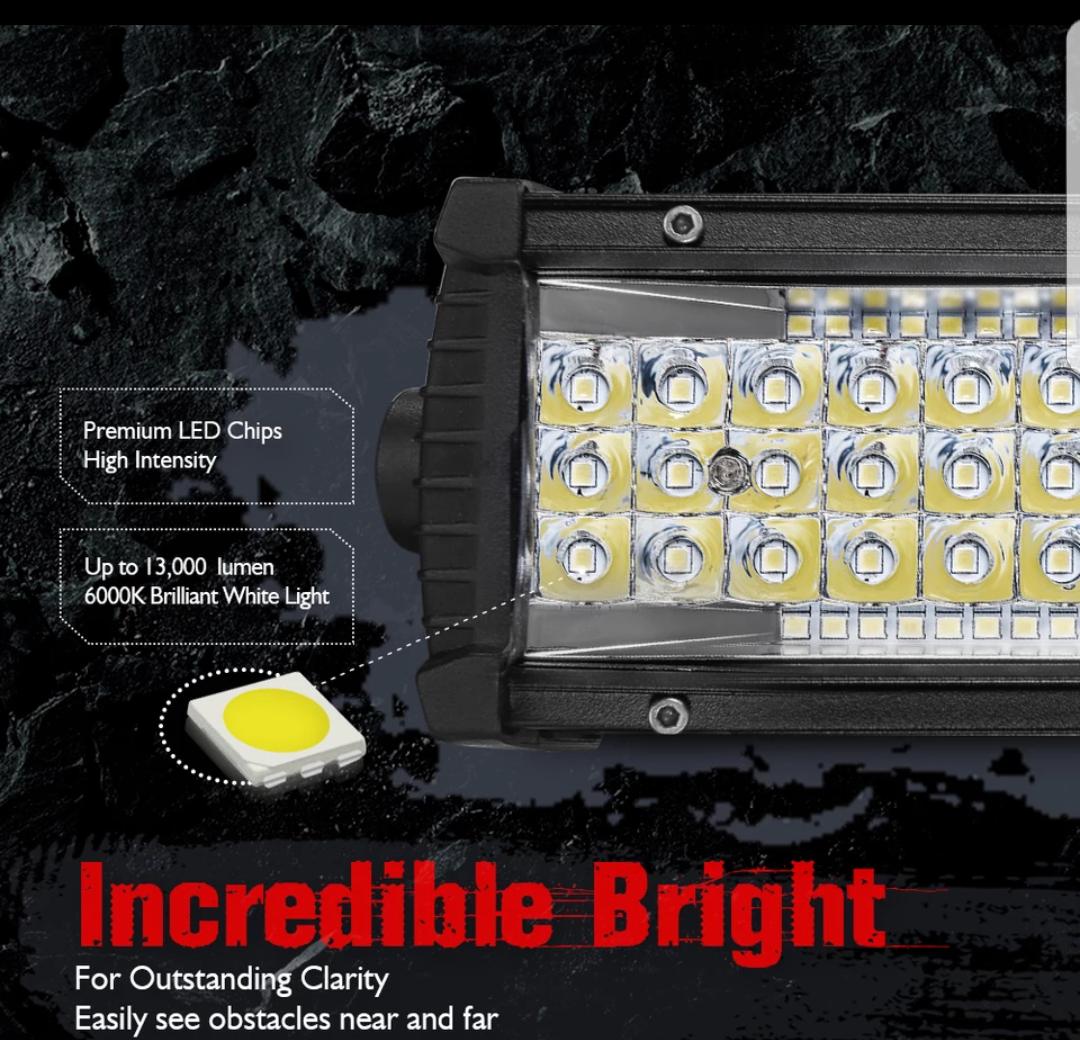 Premium LED Chips
High Intensity
Up to 13,000 lumen
6000K Brilliant White Light
Incredible Bright
For Outstanding Clarity
Easily see obstacles near and far